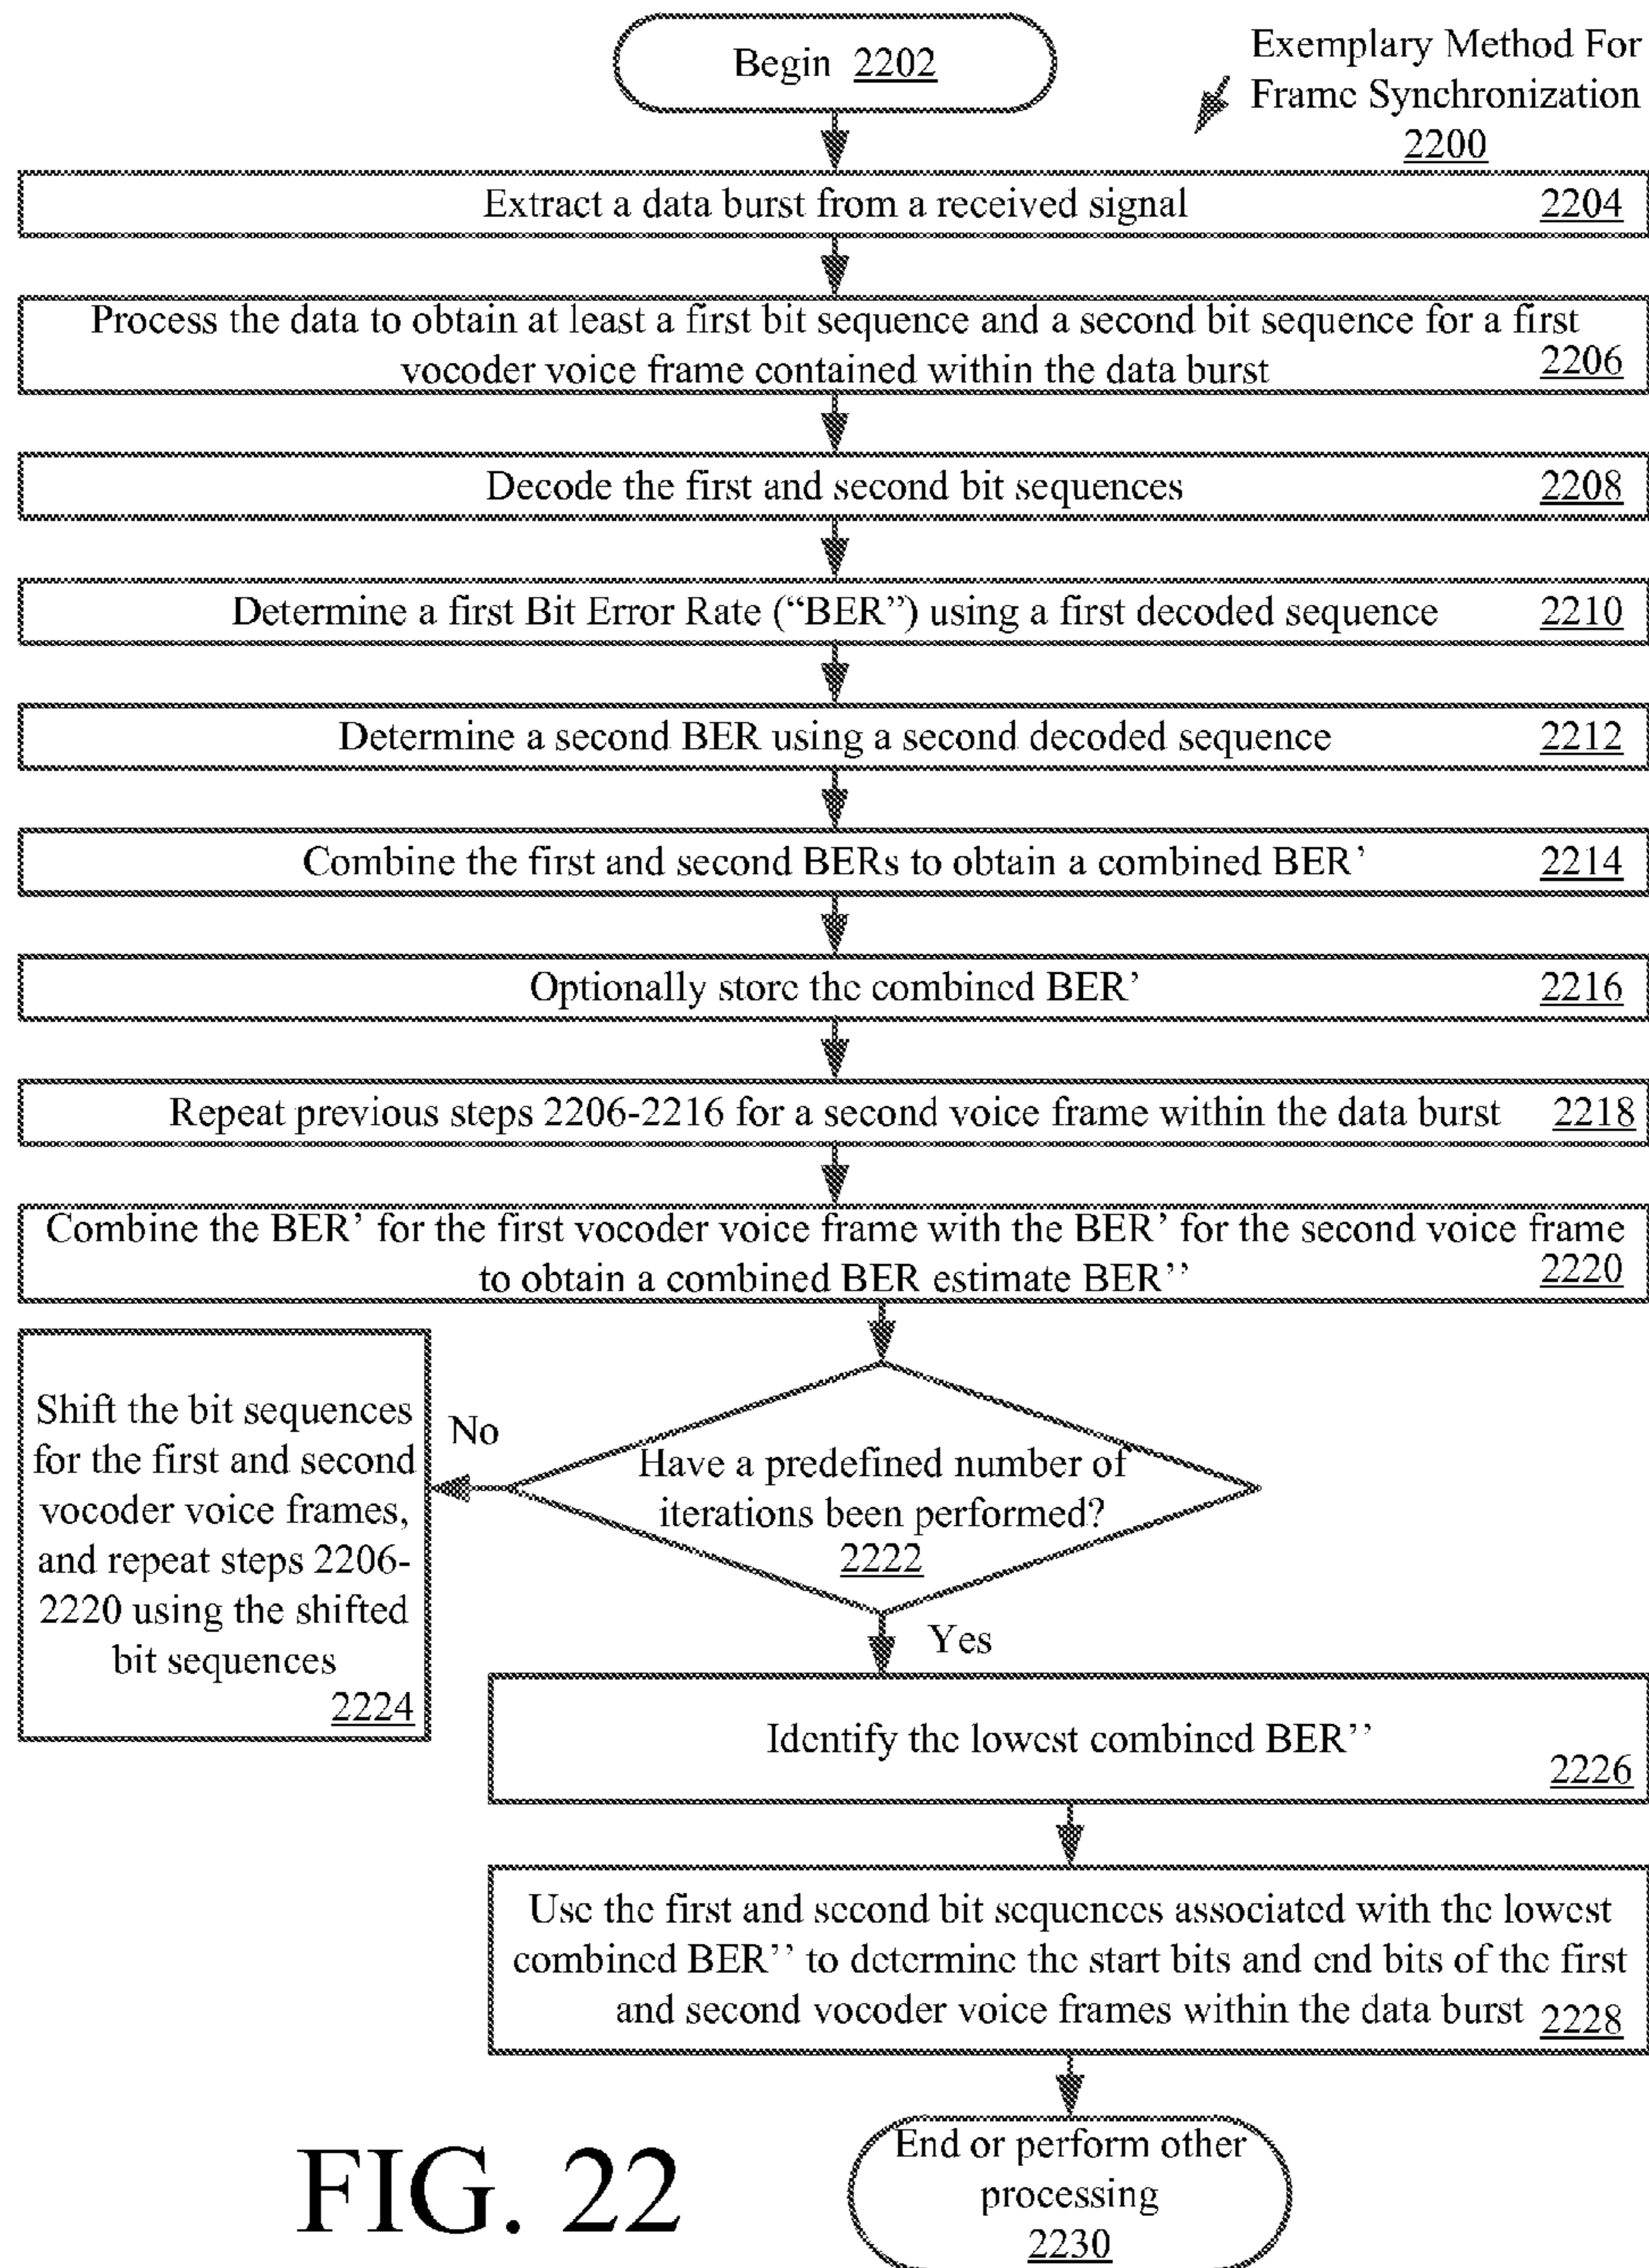 Begin 2202
Exemplary Method For
Frame Synchronization
2200
Extract a data burst from a received signal 2204
Process the data to obtain at least a first bit sequence and a second bit sequence for a first
vocoder voice frame contained within the data burst 2206
Decode the first and second bit sequences 2208
Determine a first Bit Error Rate (“BER”) using a first decoded sequence 2210
Determine a second BER using a second decoded sequence 2212
Combine the first and second BERs to obtain a combined BER’ 2214
Optionally store the combined BER’ 2216
Repeat previous steps 2206-2216 for a second voice frame within the data burst 2218
Combine the BER’ for the first vocoder voice frame with the BER’ for the second voice frame
to obtain a combined BER estimate BER’’ 2220
Shift the bit sequences
for the first and second
vocoder voice frames,
and repeat steps 2206-
2220 using the shifted
bit sequences
2224
No
Have a predefined number of
iterations been performed?
2222
Yes
Identify the lowest combined BER’’
2226
Use the first and second bit sequences associated with the lowest
combined BER’’ to determine the start bits and end bits of the first
and second vocoder voice frames within the data burst 2228
End or perform other
processing
2230
FIG. 22